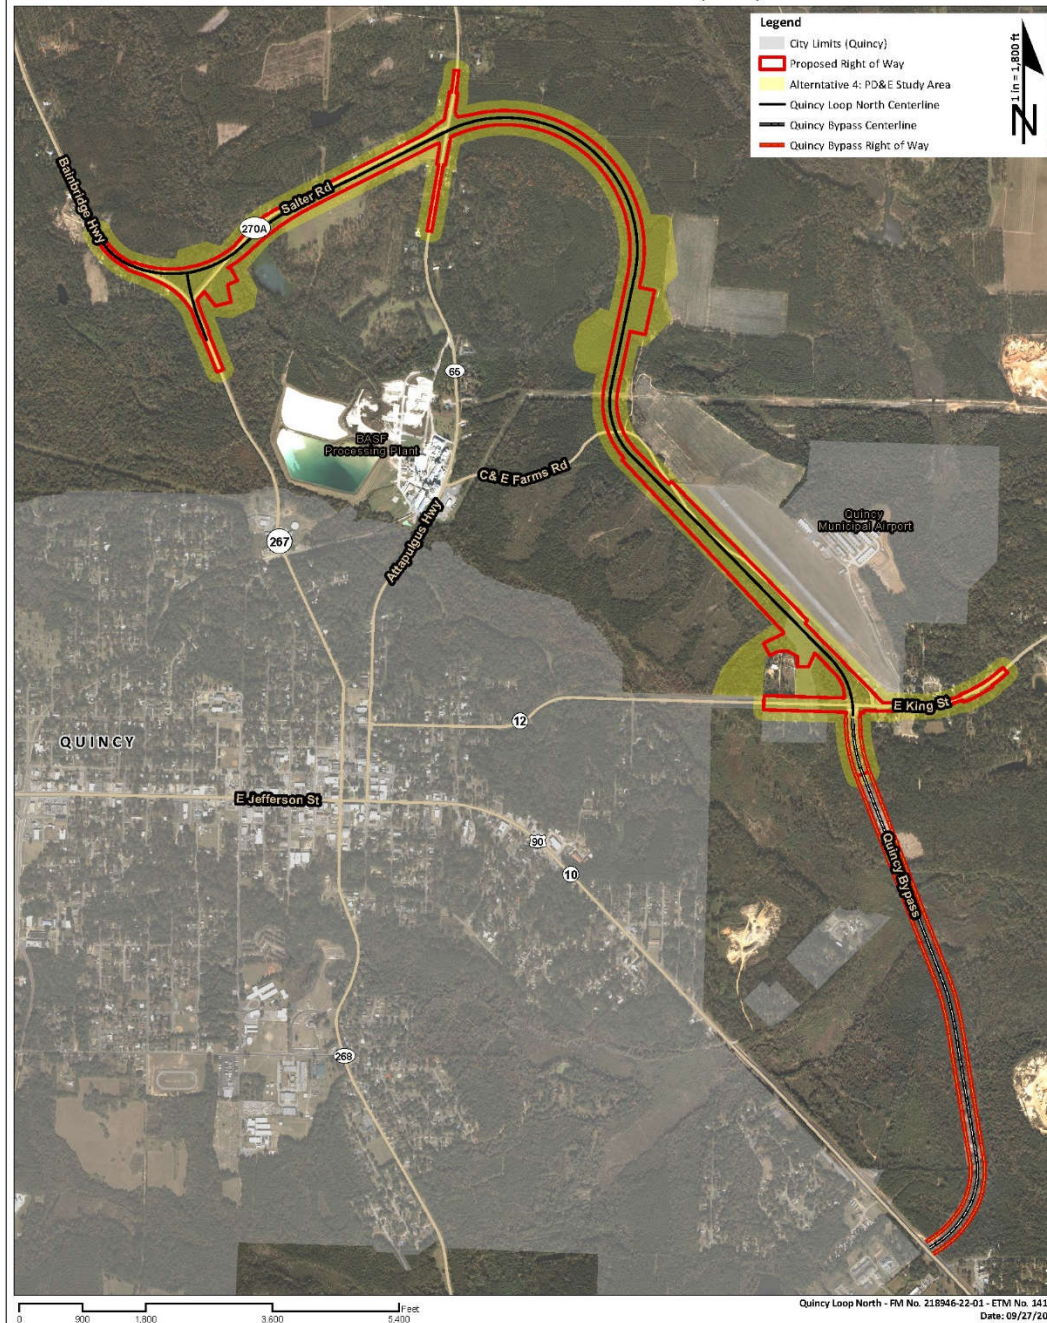 Legend
City Limits (Quincy)
Proposed Right of Way
Alterntative 4: PD&E Study Area
Quincy Loop North Centerline
Quincy Bypass Centerline
Quincy Bypass Right of Way
1 in = 1,800 ft
N
Bainbridge Hwy
Salter Rd
270A
65
BASF
Processing Plant
C& E Farms Rd
Quincy
Municipal Airport
Attapulgus Hwy
267
E King St
12
QUINCY
E Jefferson St
90
10
Quincy Bypass
268
0
900
1,800
3,600
5,400
Feet
Quincy Loop North - FM No. 218946-22-01 - ETM No. 141
Date: 09/27/20